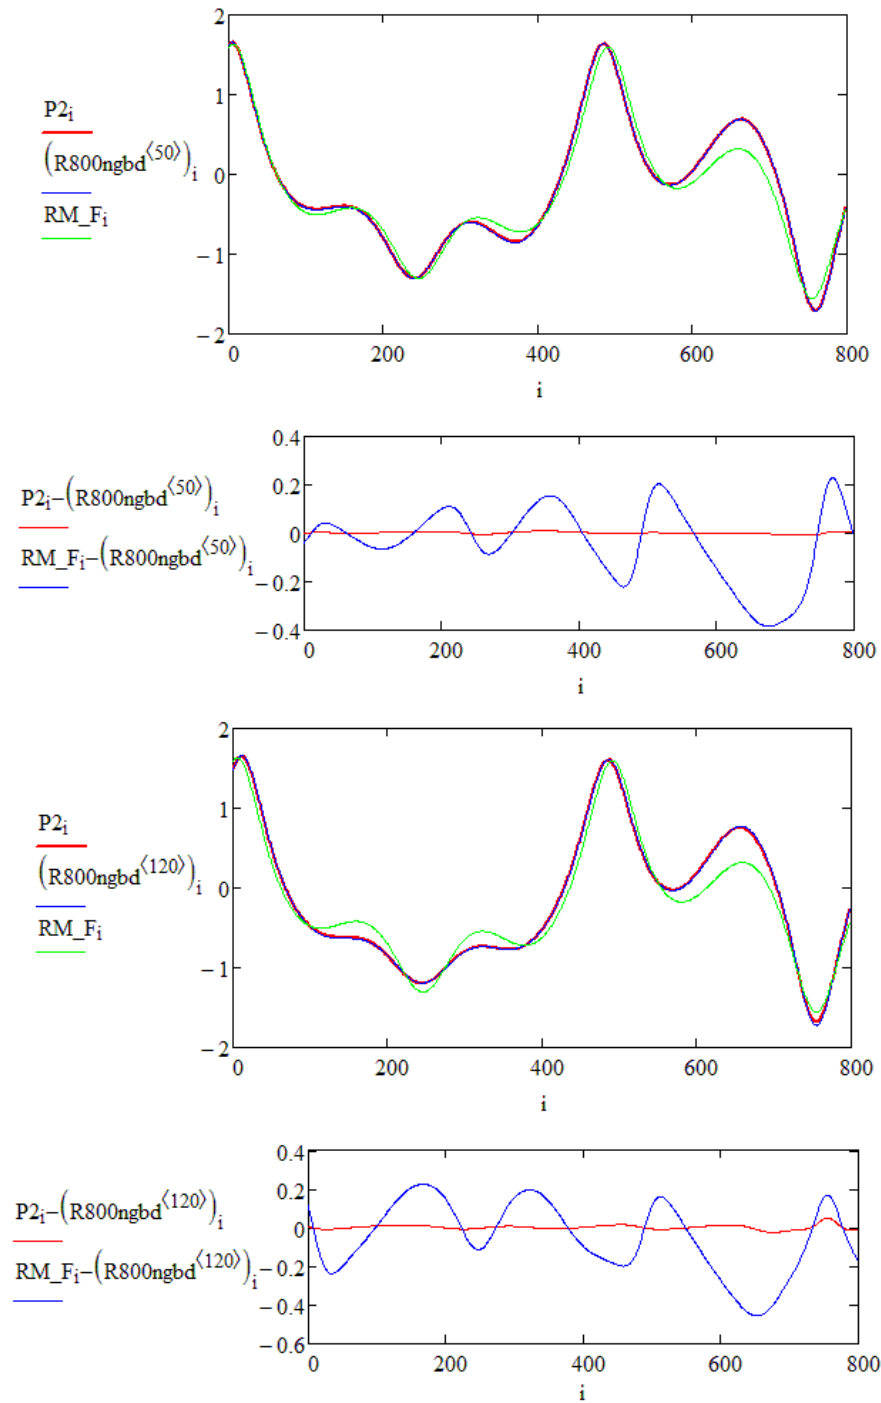 2
1
0
−1
−2
0
200
400
600
800
i
P2i
(R800ngbd⟨50⟩)i
RM_Fi
0.4
0.2
0
−0.2
−0.4
0
200
400
600
800
i
P2i−(R800ngbd⟨50⟩)i
RM_Fi−(R800ngbd⟨50⟩)i
2
1
0
−1
−2
0
200
400
600
800
i
P2i
(R800ngbd⟨120⟩)i
RM_Fi
0.4
0.2
0
−0.2
−0.4
−0.6
0
200
400
600
800
i
P2i−(R800ngbd⟨120⟩)i
RM_Fi−(R800ngbd⟨120⟩)i